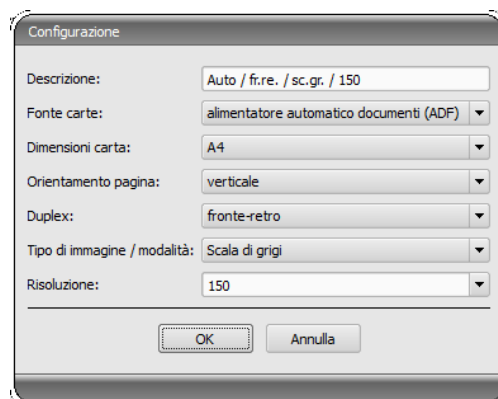 Configurazione
Descrizione: Auto / fr.re. / sc.gr. / 150
Fonte carte: alimentatore automatico documenti (ADF)
Dimensioni carta: A4
Orientamento pagina: verticale
Duplex: fronte-retro
Tipo di immagine / modalità: Scala di grigi
Risoluzione: 150
OK Annulla